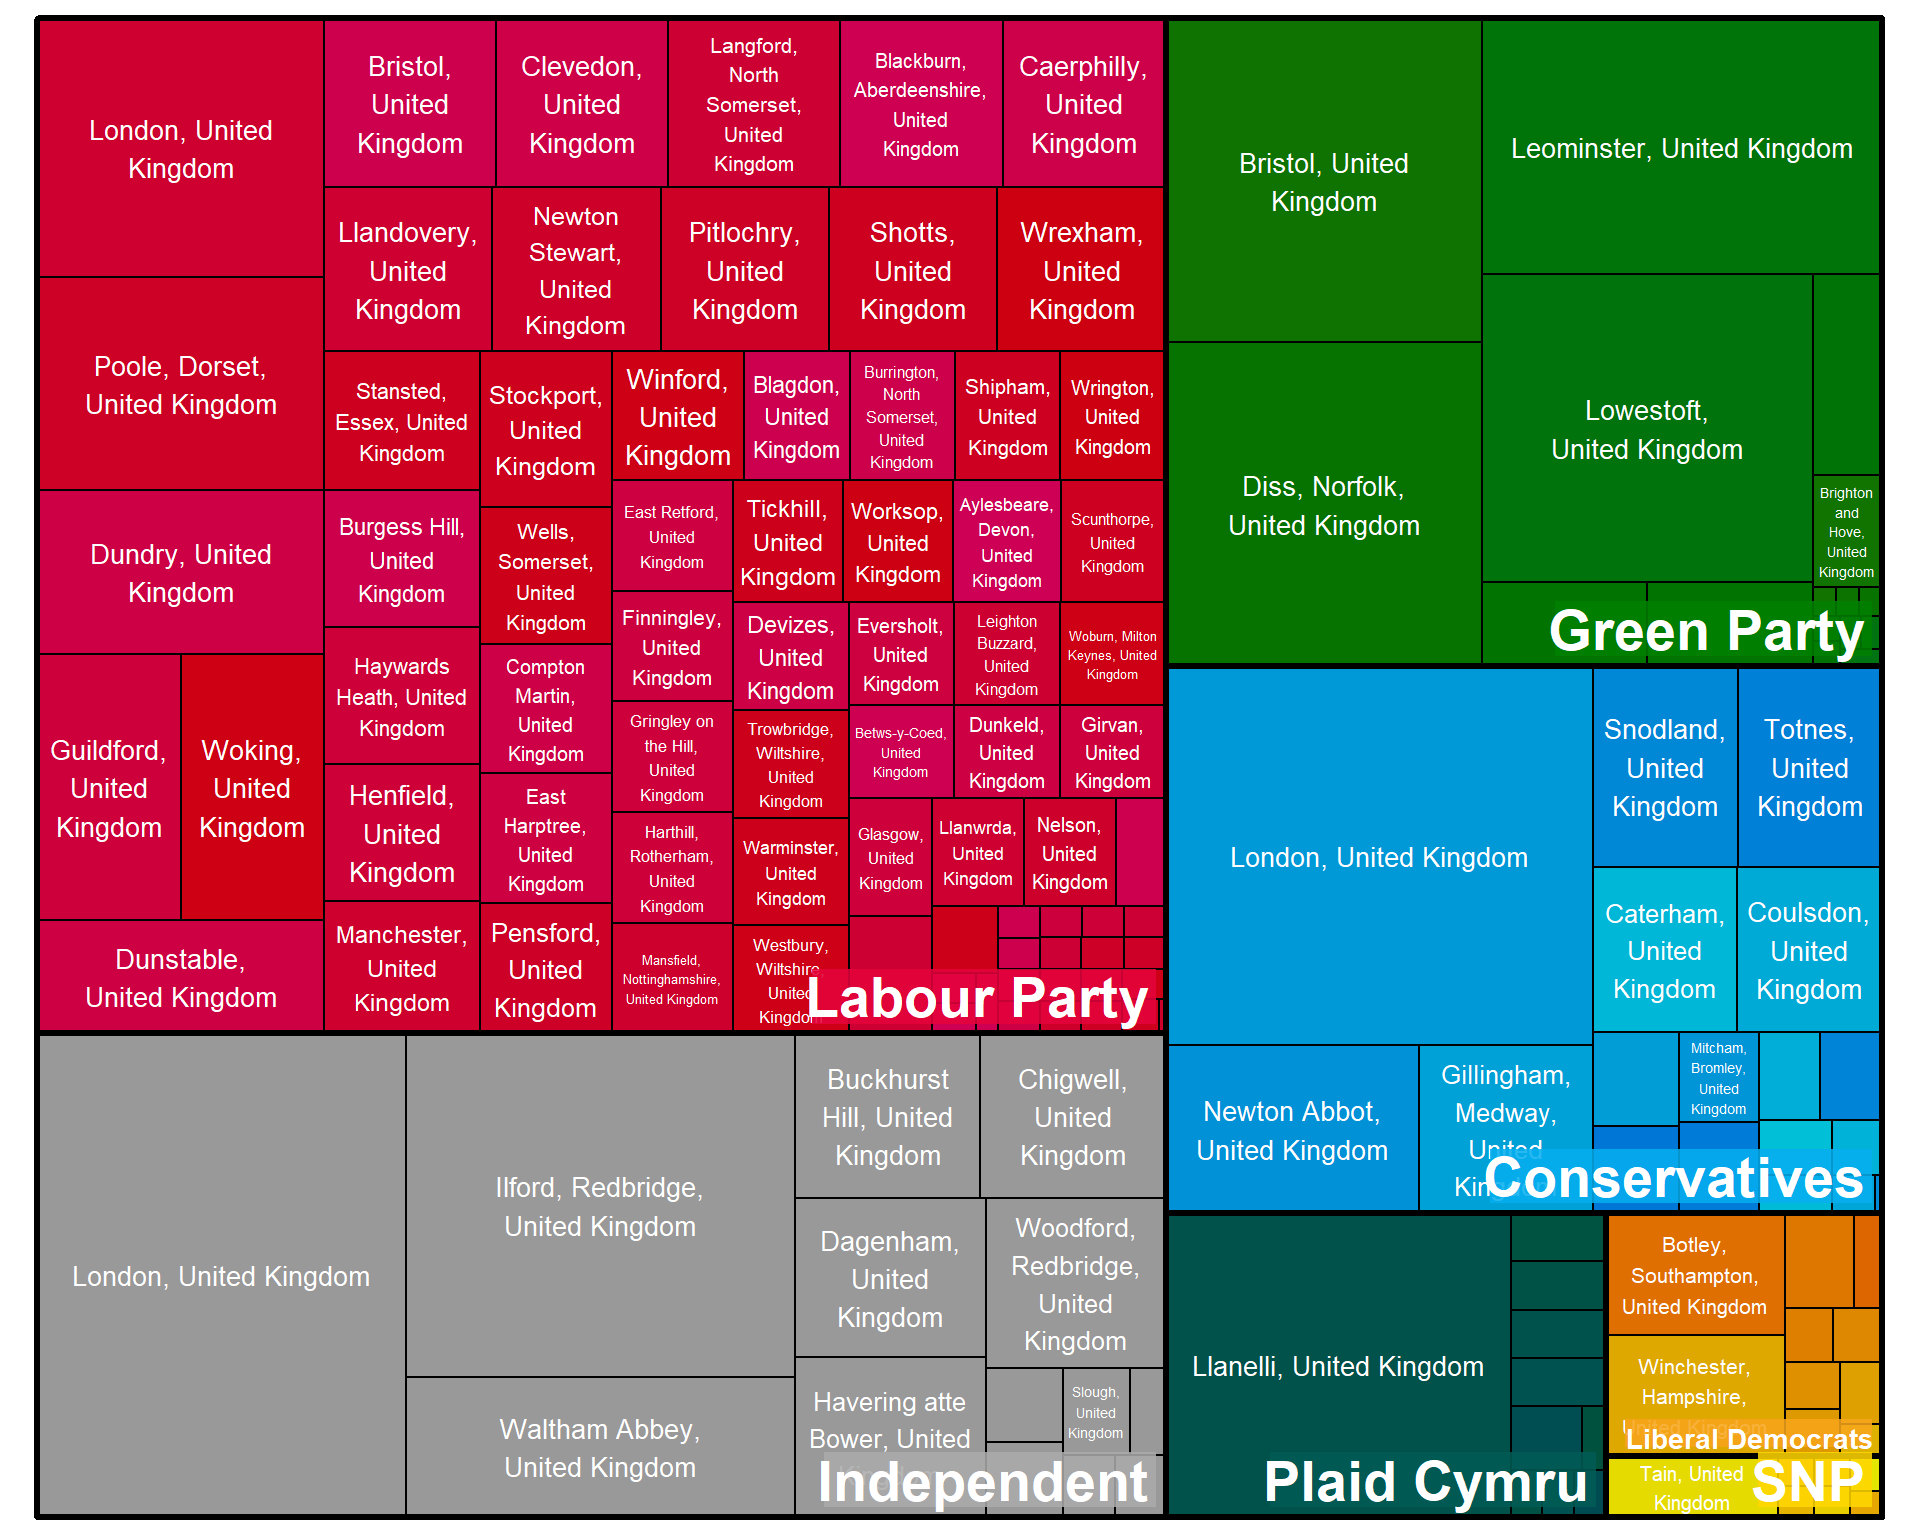 London, United
Kingdom
Poole, Dorset,
United Kingdom
Dundry, United
Kingdom
Guildford,
United
Kingdom
Woking,
United
Kingdom
Dunstable,
United Kingdom
Bristol,
United
Kingdom
Clevedon,
United
Kingdom
Langford,
North
Somerset,
United
Kingdom
Blackburn,
Aberdeenshire,
United
Kingdom
Caerphilly,
United
Kingdom
Llandovery,
United
Kingdom
Newton
Stewart,
United
Kingdom
Pitlochry,
United
Kingdom
Shotts,
United
Kingdom
Wrexham,
United
Kingdom
Stansted,
Essex, United
Kingdom
Burgess Hill,
United
Kingdom
Haywards
Heath, United
Kingdom
Henfield,
United
Kingdom
Manchester,
United
Kingdom
Stockport,
United
Kingdom
Wells,
Somerset,
United
Kingdom
Compton
Martin,
United
Kingdom
East
Harptree,
United
Kingdom
Pensford,
United
Kingdom
Winford,
United
Kingdom
Blagdon,
United
Kingdom
Burrington,
North
Somerset,
United
Kingdom
Shipham,
United
Kingdom
Wrington,
United
Kingdom
East Retford,
United
Kingdom
Finningley,
United
Kingdom
Gringley on
the Hill,
United
Kingdom
Harthill,
Rotherham,
United
Kingdom
Mansfield,
Nottinghamshire,
United Kingdom
Tickhill,
United
Kingdom
Worksop,
United
Kingdom
Aylesbeare,
Devon,
United
Kingdom
Scunthorpe,
United
Kingdom
Devizes,
United
Kingdom
Trowbridge,
Wiltshire,
United
Kingdom
Warminster,
United
Kingdom
Westbury,
Wiltshire,
United
Kingdom
Eversholt,
United
Kingdom
Leighton
Buzzard,
United
Kingdom
Woburn, Milton
Keynes, United
Kingdom
Betws-y-Coed,
United
Kingdom
Dunkeld,
United
Kingdom
Girvan,
United
Kingdom
Glasgow,
United
Kingdom
Llanwrda,
United
Kingdom
Nelson,
United
Kingdom
Labour Party
Bristol, United
Kingdom
Leominster, United Kingdom
Diss, Norfolk,
United Kingdom
Lowestoft,
United Kingdom
Brighton
and
Hove,
United
Kingdom
Green Party
London, United Kingdom
Snodland,
United
Kingdom
Totnes,
United
Kingdom
Caterham,
United
Kingdom
Coulsdon,
United
Kingdom
Newton Abbot,
United Kingdom
Gillingham,
Medway,
United
Kingdom
Mitcham,
Bromley,
United
Kingdom
Conservatives
London, United Kingdom
Ilford, Redbridge,
United Kingdom
Waltham Abbey,
United Kingdom
Buckhurst
Hill, United
Kingdom
Chigwell,
United
Kingdom
Dagenham,
United
Kingdom
Woodford,
Redbridge,
United
Kingdom
Havering atte
Bower, United
Kingdom
Slough,
United
Kingdom
Independent
Llanelli, United Kingdom
Plaid Cymru
Botley,
Southampton,
United Kingdom
Winchester,
Hampshire,
United Kingdom
Liberal Democrats
Tain, United
Kingdom
SNP